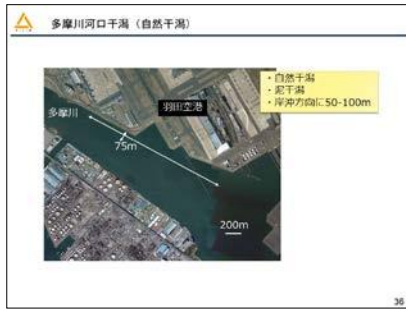 多摩川河口干潟（自然干潟）
・自然干潟
・泥干潟
・岸沖方向に50-100m
羽田空港
多摩川
75m
200m
36